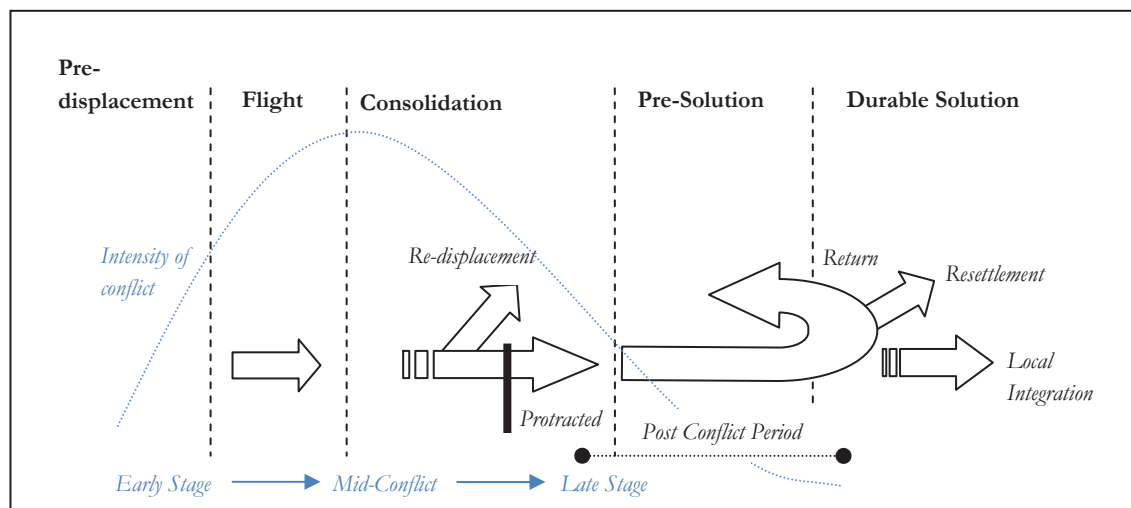 Pre-
displacement
Flight
Consolidation
Pre-Solution
Durable Solution
Intensity of
conflict
Re-displacement
Return
Resettlement
Protracted
Local
Integration
Post Conflict Period
Early Stage
Mid-Conflict
Late Stage